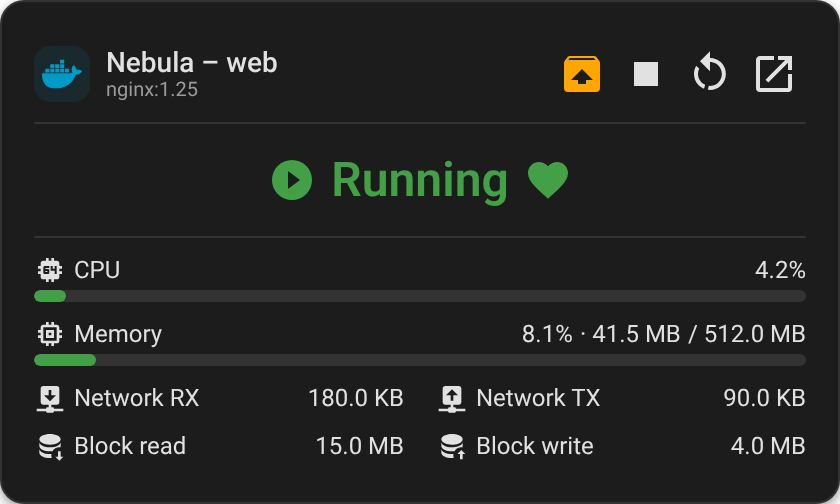 Nebula – web
nginx:1.25
Running
64 CPU 4.2%
Memory 8.1% · 41.5 MB / 512.0 MB
Network RX 180.0 KB Network TX 90.0 KB
Block read 15.0 MB Block write 4.0 MB